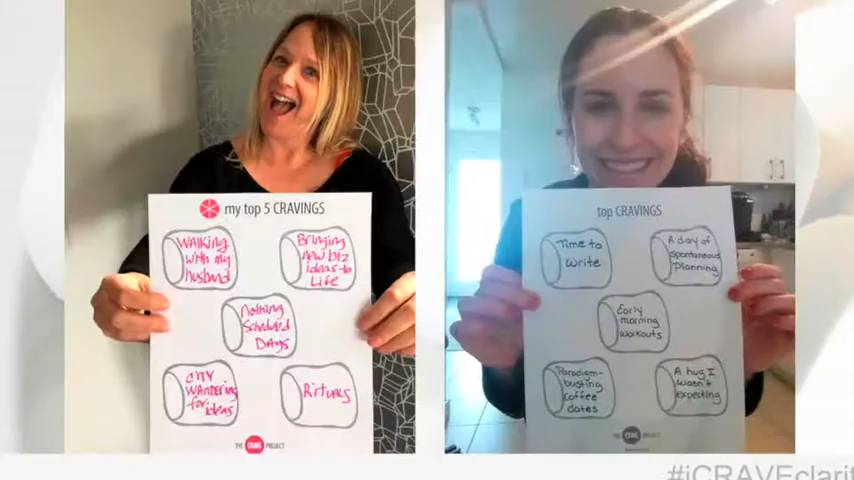 my top 5 CRAVINGS
WALKING
with my
husband
Bringing
new biz
ideas to
Life
Nothing
Scheduled
DAYS
city
WANdering
for ideas
RiTuALS
THE CRAVE PROJECT
top CRAVINGS
Time to
write
A day of
spontaneous
planning
Early
morning
workouts
Paradigm-
busting
coffee
dates
A hug I
wasn't
expecting
THE CRAVE PROJECT
#iCRAVEclarit